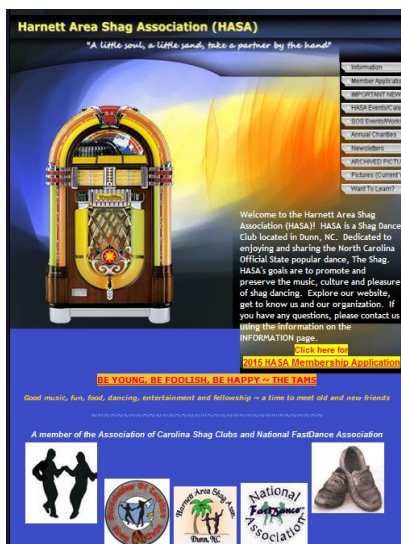 Harnett Area Shag Association (HASA)
"A little soul, a little sand, take a partner by the hand"
Information
Member Applicatio
IMPORTANT NEW
HASA Events/Cale
SOS Events/Works
Annual Charities
Newsletters
ARCHIVED PICTU
Pictures (Current Y
Want To Learn?
Welcome to the Harnett Area Shag
Association (HASA)! HASA is a Shag Dance
Club located in Dunn, NC. Dedicated to
enjoying and sharing the North Carolina
Official State popular dance, The Shag.
HASA's goals are to promote and
preserve the music, culture and pleasure
of shag dancing. Explore our website,
get to know us and our organization. If
you have any questions, please contact us
using the information on the
INFORMATION page.
Click here for
2015 HASA Membership Application
BE YOUNG, BE FOOLISH, BE HAPPY ~ THE TAMS
Good music, fun, food, dancing, entertainment and fellowship ~ a time to meet old and new friends
A member of the Association of Carolina Shag Clubs and National FastDance Association
Harnett Area Shag Assoc.
Dunn, NC
National
FastDance
Association